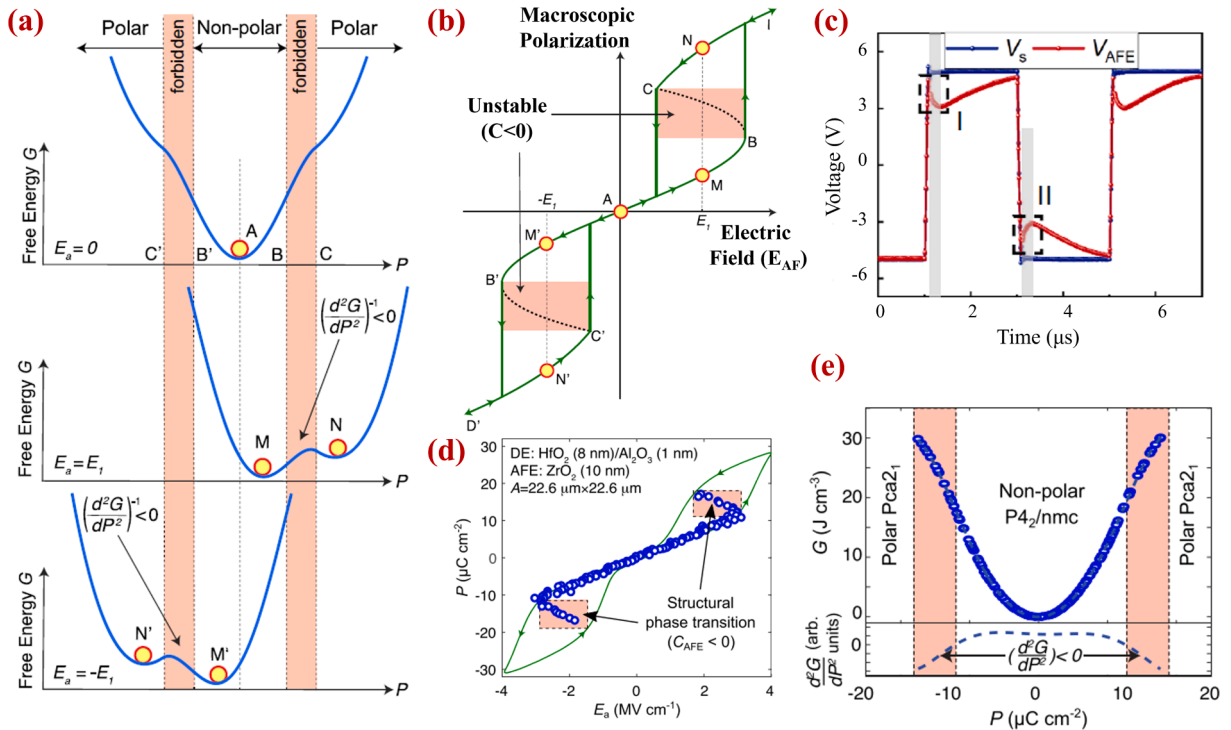 (a)
Polar
forbidden
Non-polar
forbidden
Polar
Free Energy G
A
E_a = 0
C' B' B C
P
(d²G/dP²)⁻¹<0
Free Energy G
M
N
E_a = E_1
P
(d²G/dP²)⁻¹<0
Free Energy G
N'
M'
E_a = -E_1
P
(b)
Macroscopic
Polarization
N
I
C
Unstable
(C<0)
B
M
A
-E_1
E_1
M'
Electric
Field (E_AF)
B'
C'
N'
D'
(c)
V_s
V_AFE
6
3
0
-3
-6
Voltage (V)
I
II
0 2 4 6
Time (μs)
(d)
DE: HfO₂ (8 nm)/Al₂O₃ (1 nm)
AFE: ZrO₂ (10 nm)
A=22.6 μm×22.6 μm
30
20
10
0
-10
-20
-30
P (μC cm⁻²)
Structural
phase transition
(C_AFE < 0)
-4 -2 0 2 4
E_a (MV cm⁻¹)
(e)
30
20
10
0
G (J cm⁻³)
Polar Pca2₁
Non-polar
P4₂/nmc
Polar Pca2₁
d²G/dP² (arb. units)
0
(d²G/dP²)<0
-20 -10 0 10 20
P (μC cm⁻²)